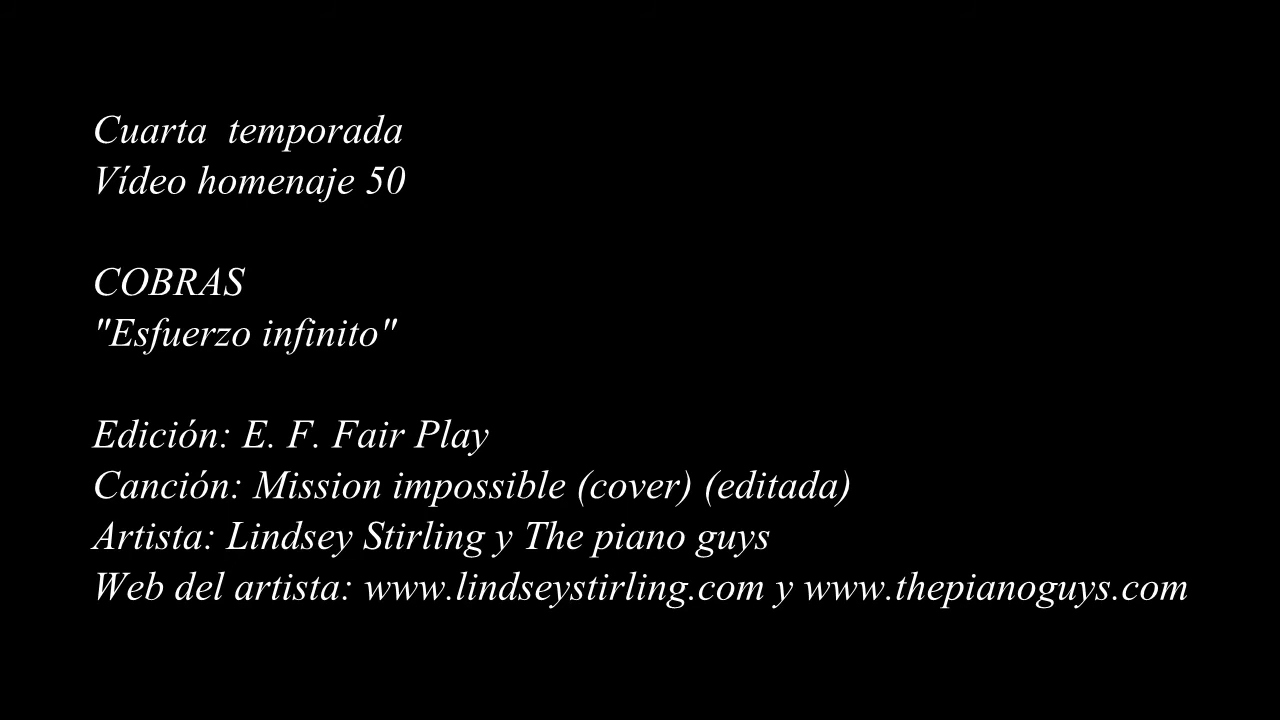 Cuarta  temporada
Vídeo homenaje 50
COBRAS
"Esfuerzo infinito"
Edición: E. F. Fair Play
Canción: Mission impossible (cover) (editada)
Artista: Lindsey Stirling y The piano guys
Web del artista: www.lindseystirling.com y www.thepianoguys.com